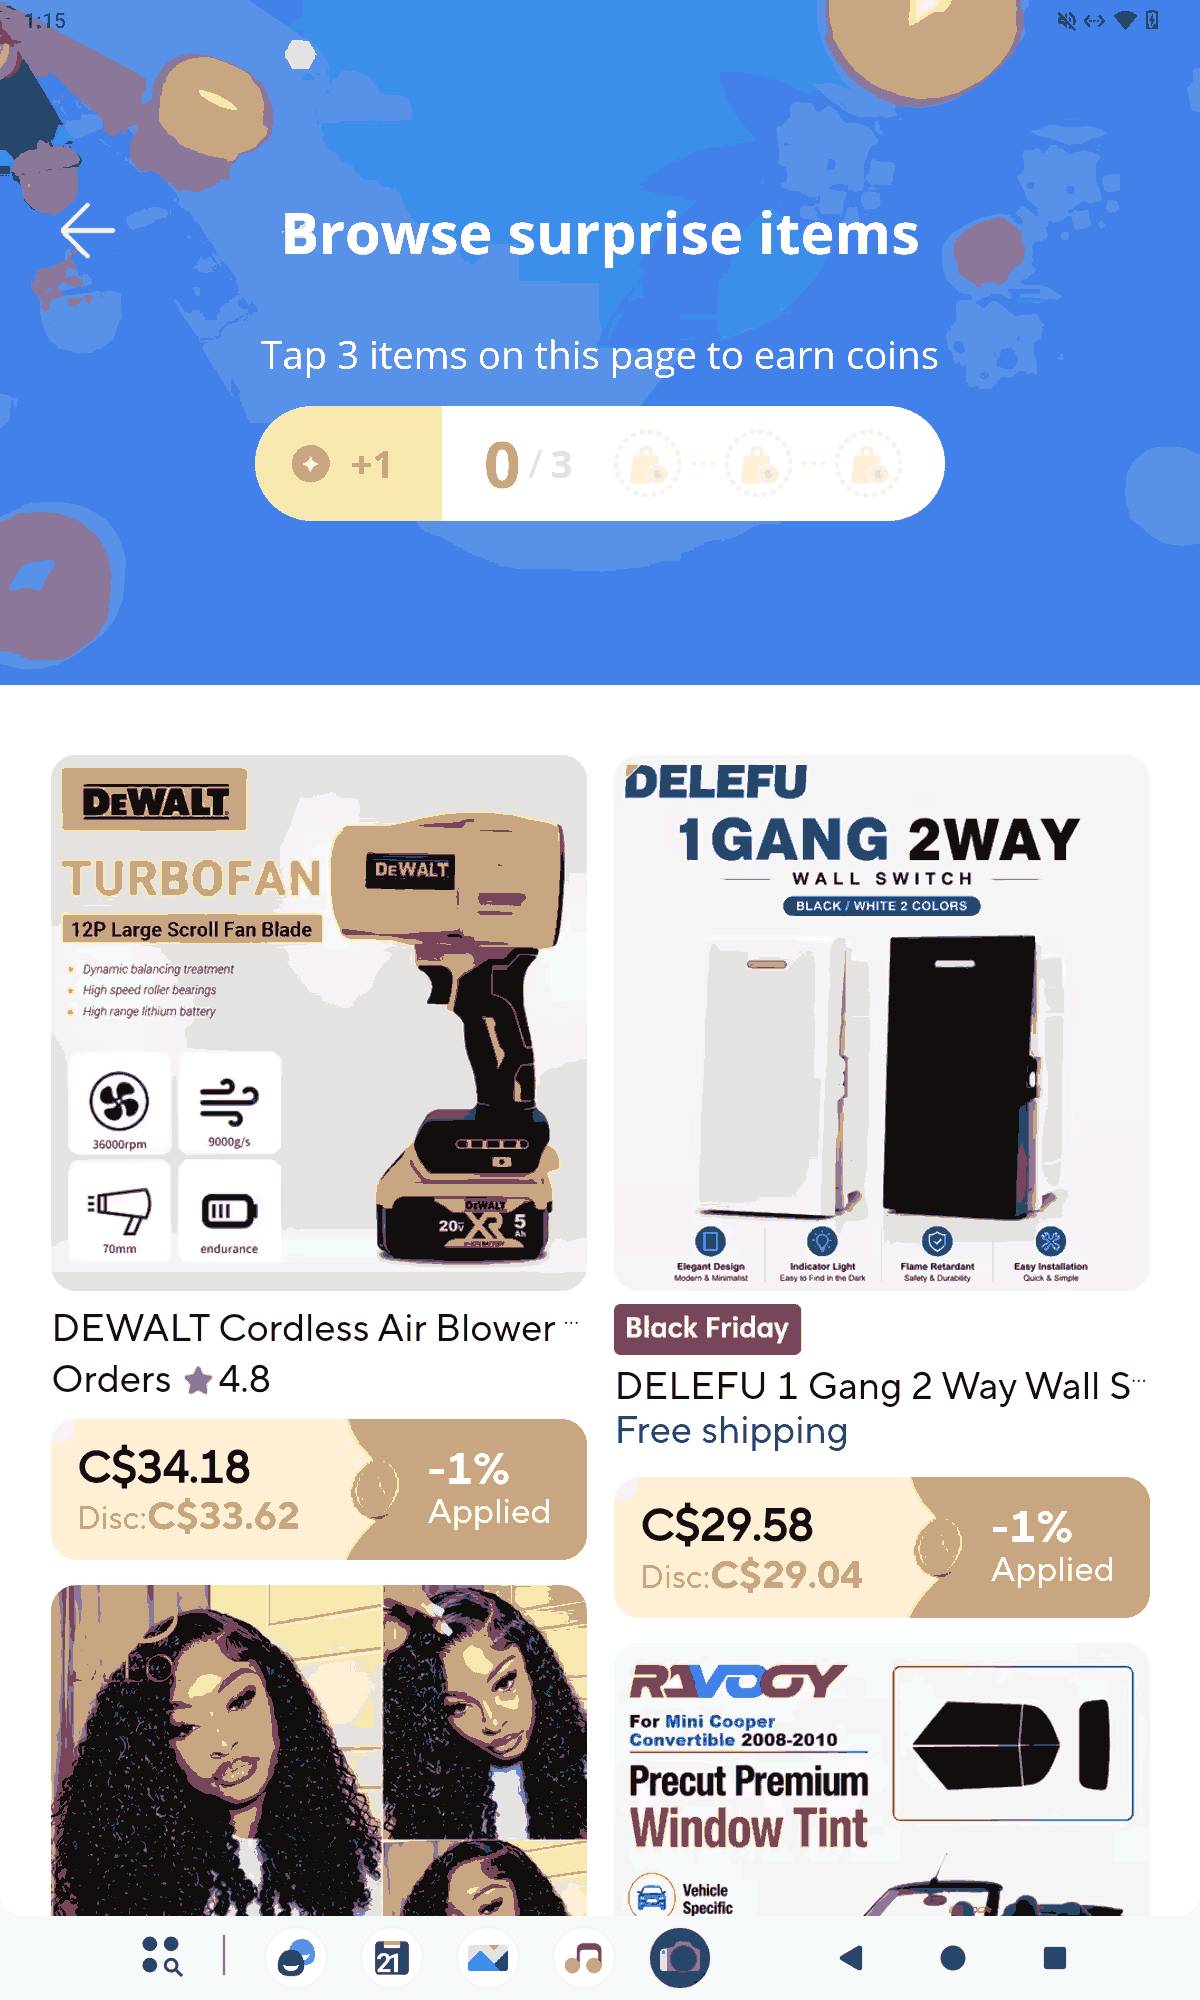 1:15
Browse surprise items
Tap 3 items on this page to earn coins
+1
0 / 3
DEWALT
TURBOFAN
12P Large Scroll Fan Blade
Dynamic balancing treatment
High speed roller bearings
High range lithium battery
DEWALT
36000rpm
9000g/s
70mm
endurance
DEWALT
20v XR 5 Ah
DEWALT Cordless Air Blower ...
Orders 4.8
C$34.18
Disc:C$33.62
-1%
Applied
DELEFU
1GANG 2WAY
WALL SWITCH
BLACK / WHITE 2 COLORS
Elegant Design
Modern & Minimalist
Indicator Light
Easy to Find in the Dark
Flame Retardant
Safety & Durability
Easy Installation
Quick & Simple
Black Friday
DELEFU 1 Gang 2 Way Wall S...
Free shipping
C$29.58
Disc:C$29.04
-1%
Applied
RAVOGY
For Mini Cooper
Convertible 2008-2010
Precut Premium
Window Tint
Vehicle
Specific
21